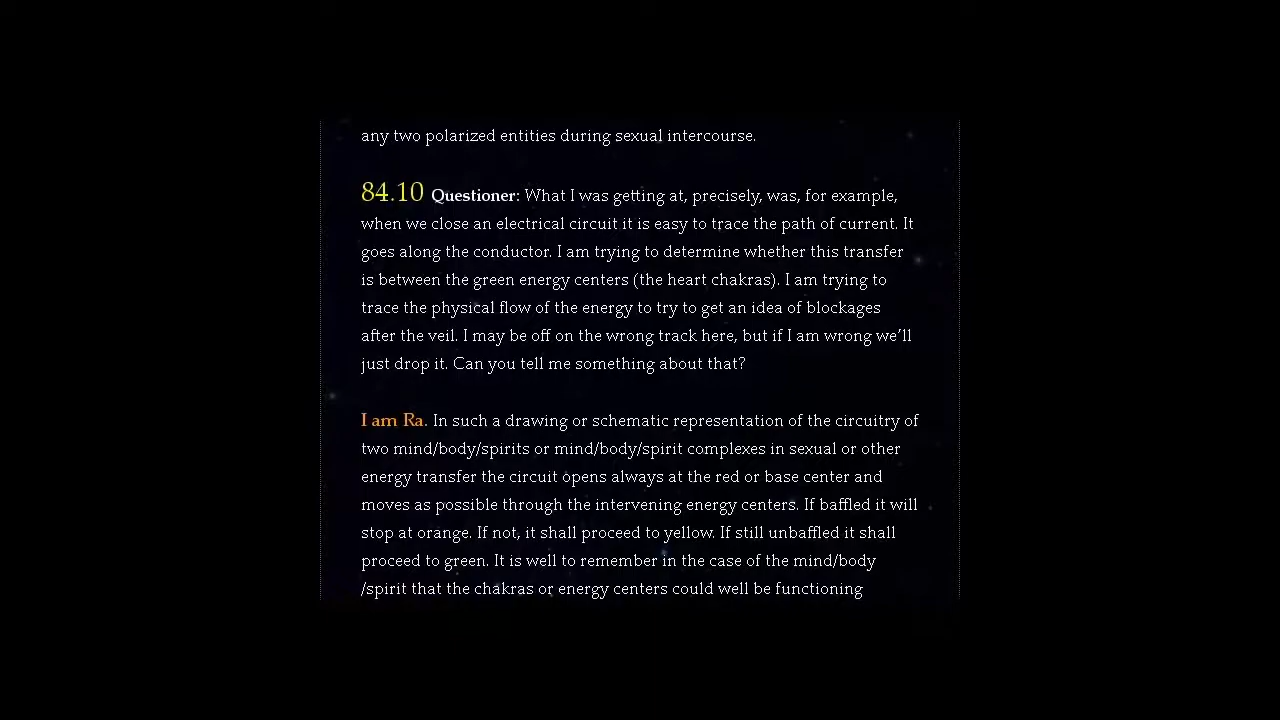 any two polarized entities during sexual intercourse.
84.10 Questioner: What I was getting at, precisely, was, for example,
when we close an electrical circuit it is easy to trace the path of current. It
goes along the conductor. I am trying to determine whether this transfer
is between the green energy centers (the heart chakras). I am trying to
trace the physical flow of the energy to try to get an idea of blockages
after the veil. I may be off on the wrong track here, but if I am wrong we’ll
just drop it. Can you tell me something about that?
I am Ra. In such a drawing or schematic representation of the circuitry of
two mind/body/spirits or mind/body/spirit complexes in sexual or other
energy transfer the circuit opens always at the red or base center and
moves as possible through the intervening energy centers. If baffled it will
stop at orange. If not, it shall proceed to yellow. If still unbaffled it shall
proceed to green. It is well to remember in the case of the mind/body
/spirit that the chakras or energy centers could well be functioning